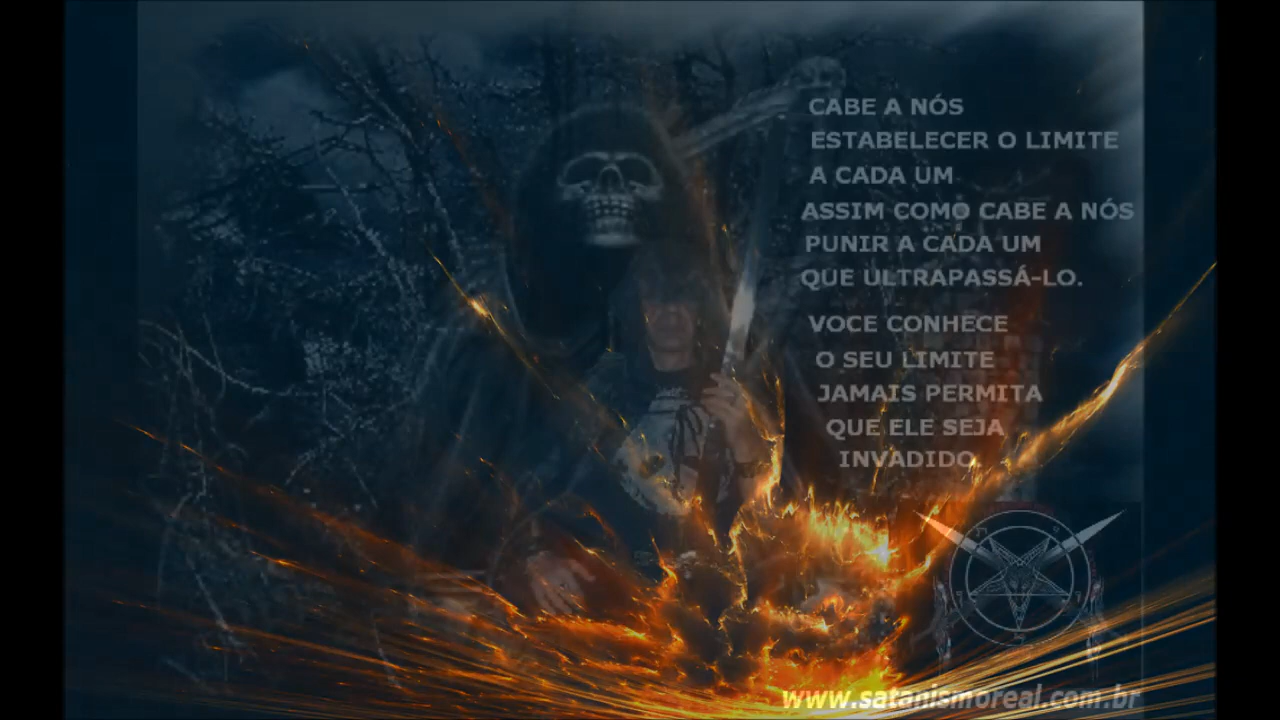 CABE A NÓS
ESTABELECER O LIMITE
A CADA UM
ASSIM COMO CABE A NÓS
PUNIR A CADA UM
QUE ULTRAPASSÁ-LO.
VOCE CONHECE
O SEU LIMITE
JAMAIS PERMITA
QUE ELE SEJA
INVADIDO
www.satanismoreal.com.br